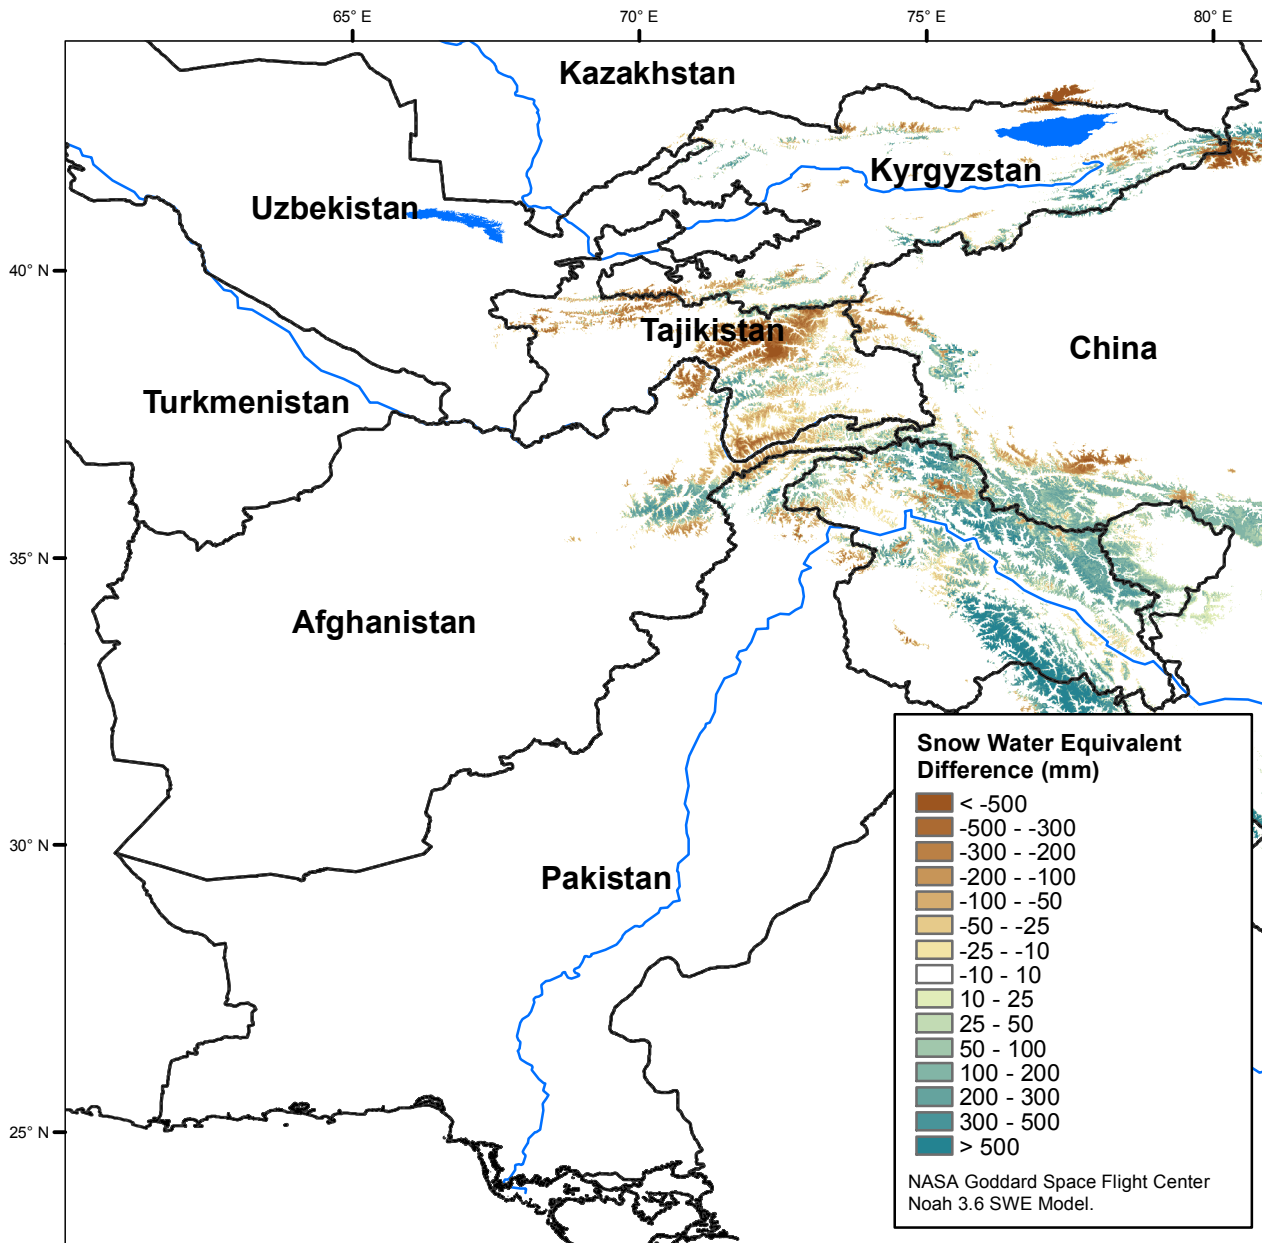 65° E
70° E
75° E
80° E
Kazakhstan
Kyrgyzstan
Uzbekistan
40° N
Tajikistan
China
Turkmenistan
35° N
Afghanistan
30° N
Pakistan
25° N
Snow Water Equivalent
Difference (mm)
< -500
-500 - -300
-300 - -200
-200 - -100
-100 - -50
-50 - -25
-25 - -10
-10 - 10
10 - 25
25 - 50
50 - 100
100 - 200
200 - 300
300 - 500
> 500
NASA Goddard Space Flight Center
Noah 3.6 SWE Model.